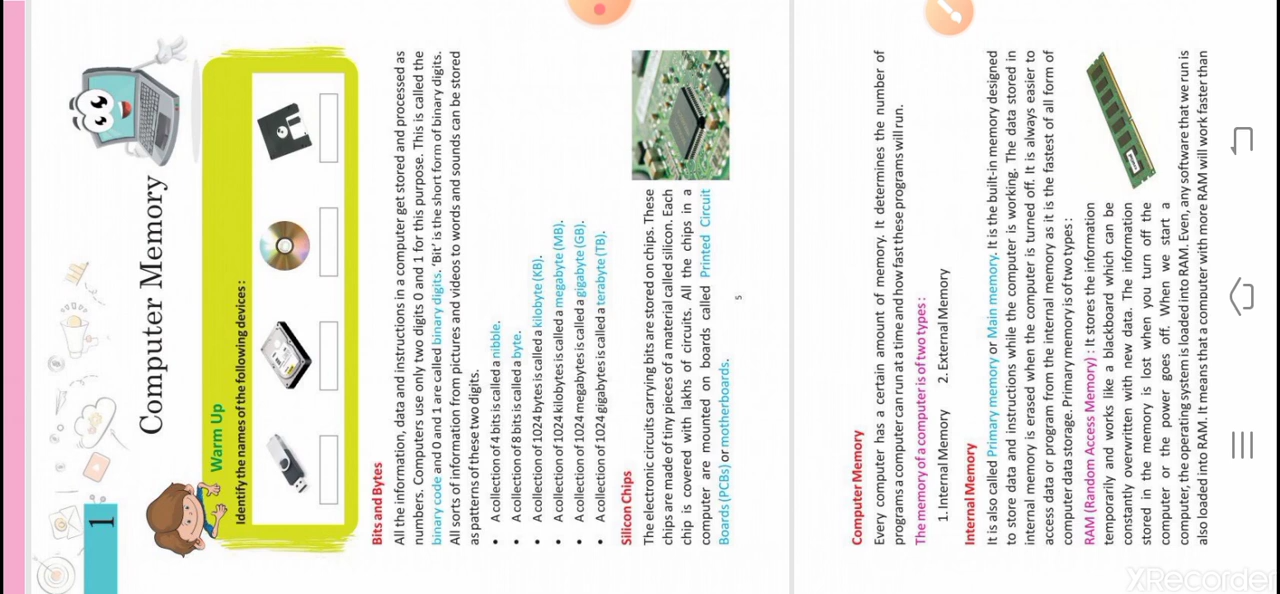 1
Computer Memory
Warm Up
Identify the names of the following devices :
Bits and Bytes
All the information, data and instructions in a computer get stored and processed as
numbers. Computers use only two digits 0 and 1 for this purpose. This is called the
binary code and 0 and 1 are called binary digits. ‘Bit’ is the short form of binary digits.
All sorts of information from pictures and videos to words and sounds can be stored
as patterns of these two digits.
• A collection of 4 bits is called a nibble.
• A collection of 8 bits is called a byte.
• A collection of 1024 bytes is called a kilobyte (KB).
• A collection of 1024 kilobytes is called a megabyte (MB).
• A collection of 1024 megabytes is called a gigabyte (GB).
• A collection of 1024 gigabytes is called a terabyte (TB).
Silicon Chips
The electronic circuits carrying bits are stored on chips. These
chips are made of tiny pieces of a material called silicon. Each
chip is covered with lakhs of circuits. All the chips in a
computer are mounted on boards called Printed Circuit
Boards (PCBs) or motherboards.
5
Computer Memory
Every computer has a certain amount of memory. It determines the number of
programs a computer can run at a time and how fast these programs will run.
The memory of a computer is of two types :
1. Internal Memory 2. External Memory
Internal Memory
It is also called Primary memory or Main memory. It is the built-in memory designed
to store data and instructions while the computer is working. The data stored in
internal memory is erased when the computer is turned off. It is always easier to
access data or program from the internal memory as it is the fastest of all form of
computer data storage. Primary memory is of two types :
RAM (Random Access Memory) : It stores the information
temporarily and works like a blackboard which can be
constantly overwritten with new data. The information
stored in the memory is lost when you turn off the
computer or the power goes off. When we start a
computer, the operating system is loaded into RAM. Even, any software that we run is
also loaded into RAM. It means that a computer with more RAM will work faster than
XRecorder